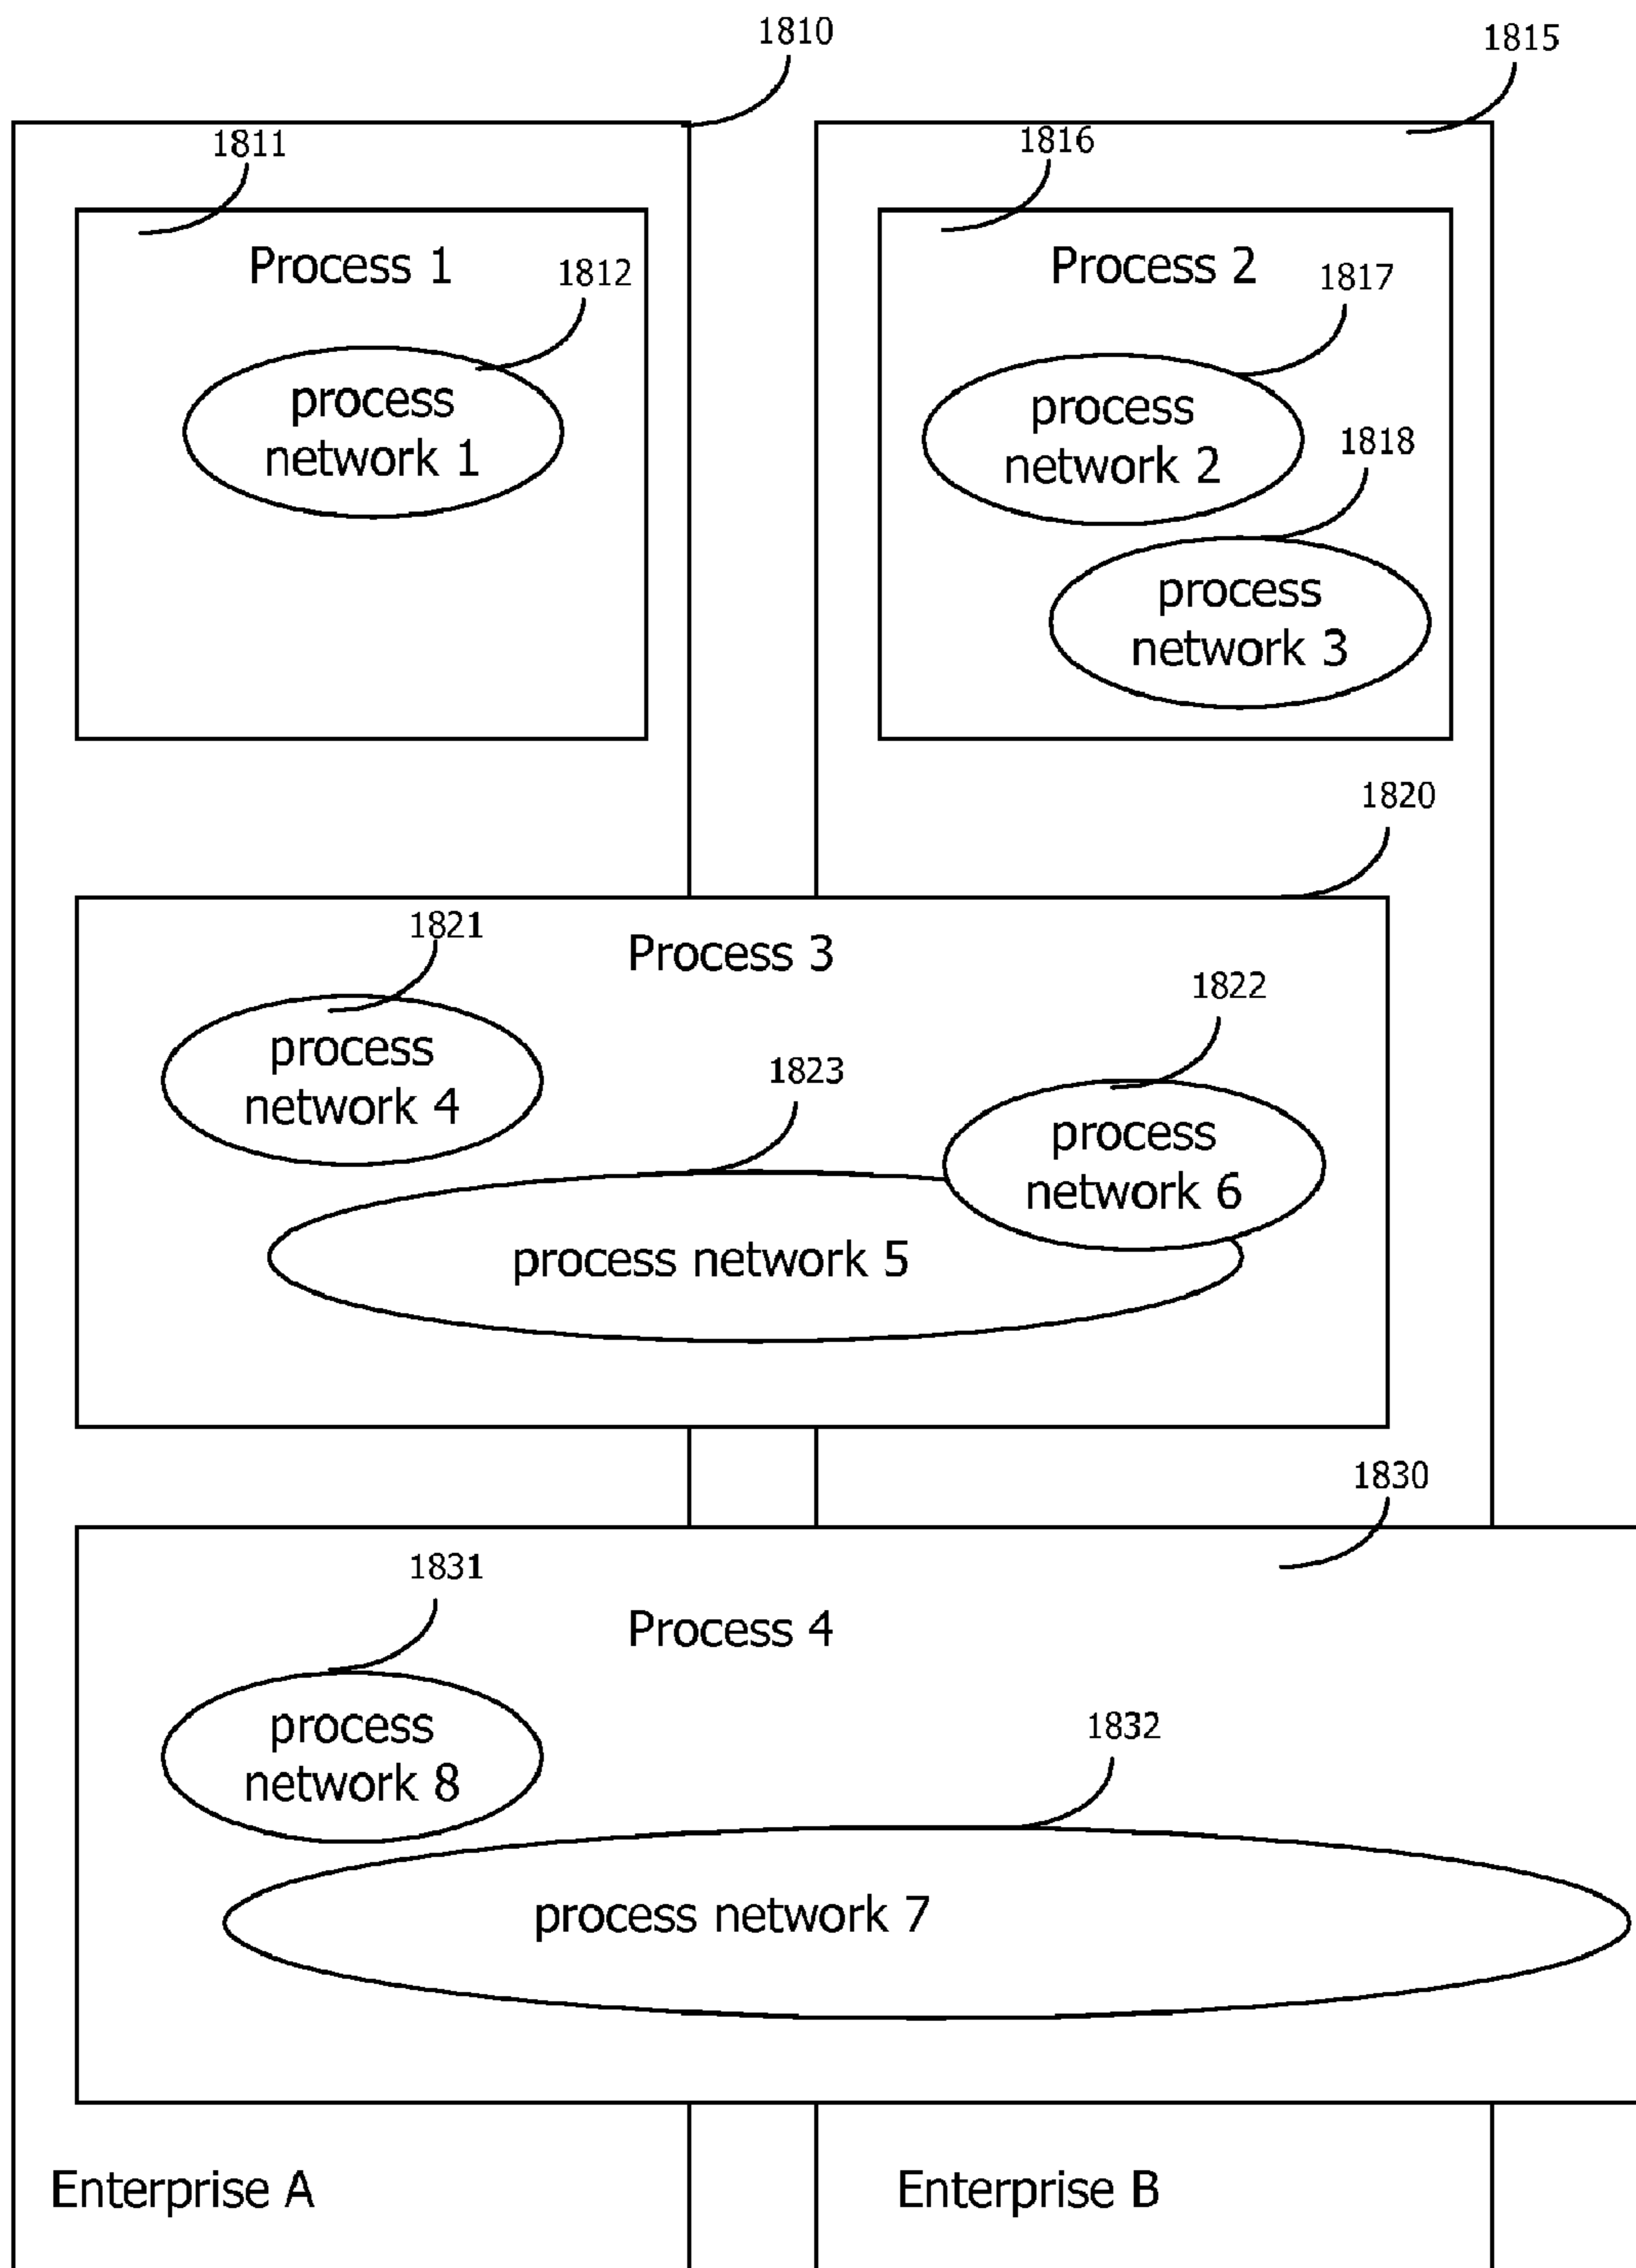 1810
1815
1811
1816
Process 1
1812
Process 2
1817
process
network 1
process
network 2
1818
process
network 3
1820
1821
Process 3
1822
process
network 4
1823
process
network 6
process network 5
1830
1831
Process 4
process
network 8
1832
process network 7
Enterprise A
Enterprise B